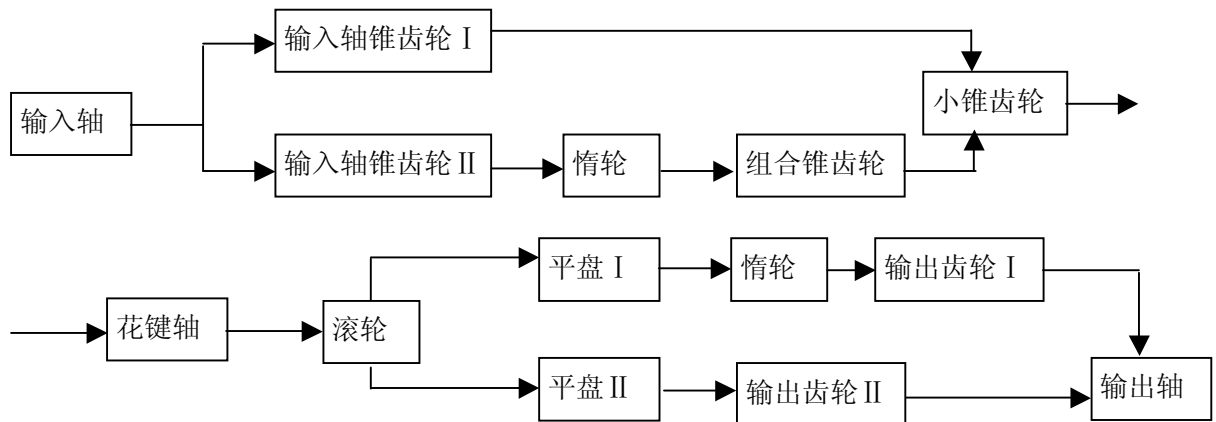 输入轴锥齿轮Ⅰ
小锥齿轮
输入轴
输入轴锥齿轮Ⅱ
惰轮
组合锥齿轮
平盘Ⅰ
惰轮
输出齿轮Ⅰ
花键轴
滚轮
平盘Ⅱ
输出齿轮Ⅱ
输出轴